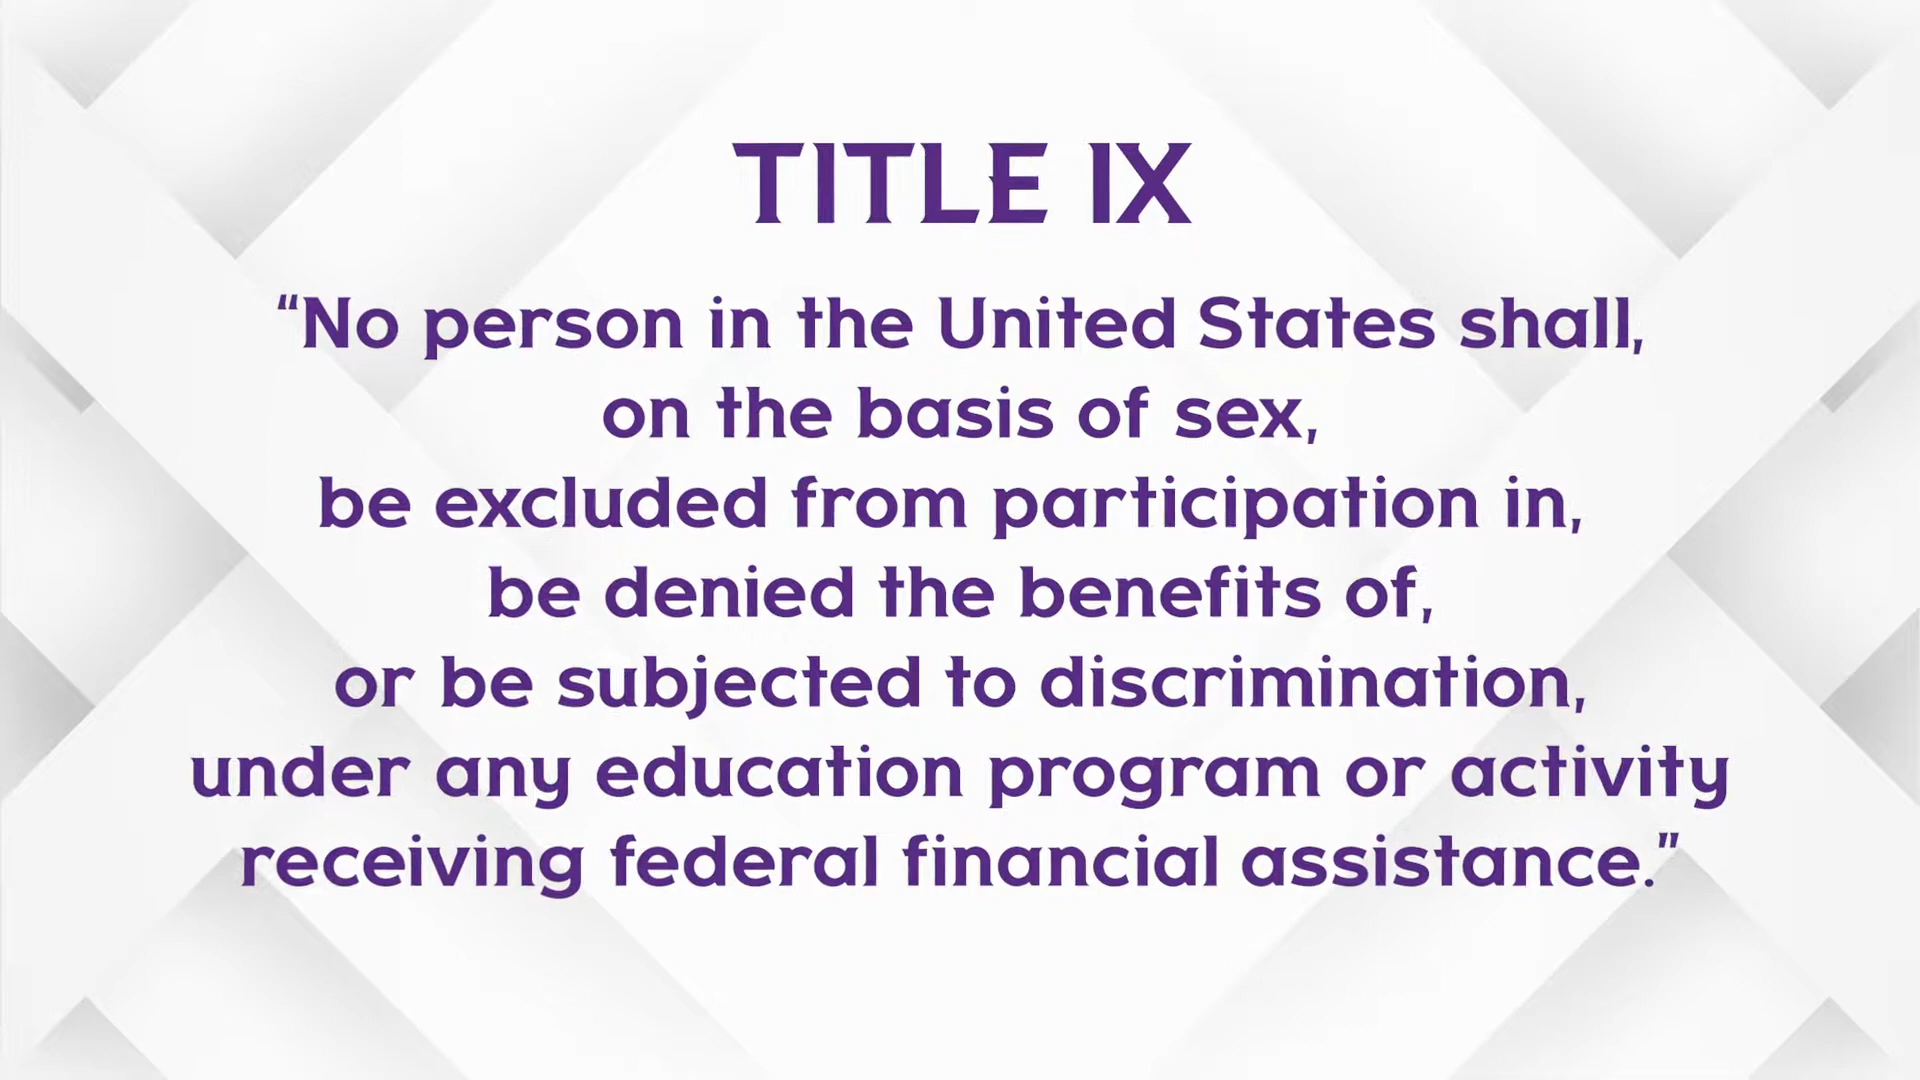 TITLE IX
“No person in the United States shall,
on the basis of sex,
be excluded from participation in,
be denied the benefits of,
or be subjected to discrimination,
under any education program or activity
receiving federal financial assistance.”